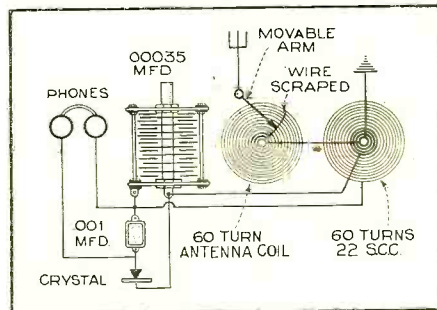 MOVABLE
ARM
.00035
MFD
WIRE
SCRAPED
PHONES
.001
MFD.
60 TURN
ANTENNA COIL
60 TURNS
22 S.C.C.
CRYSTAL